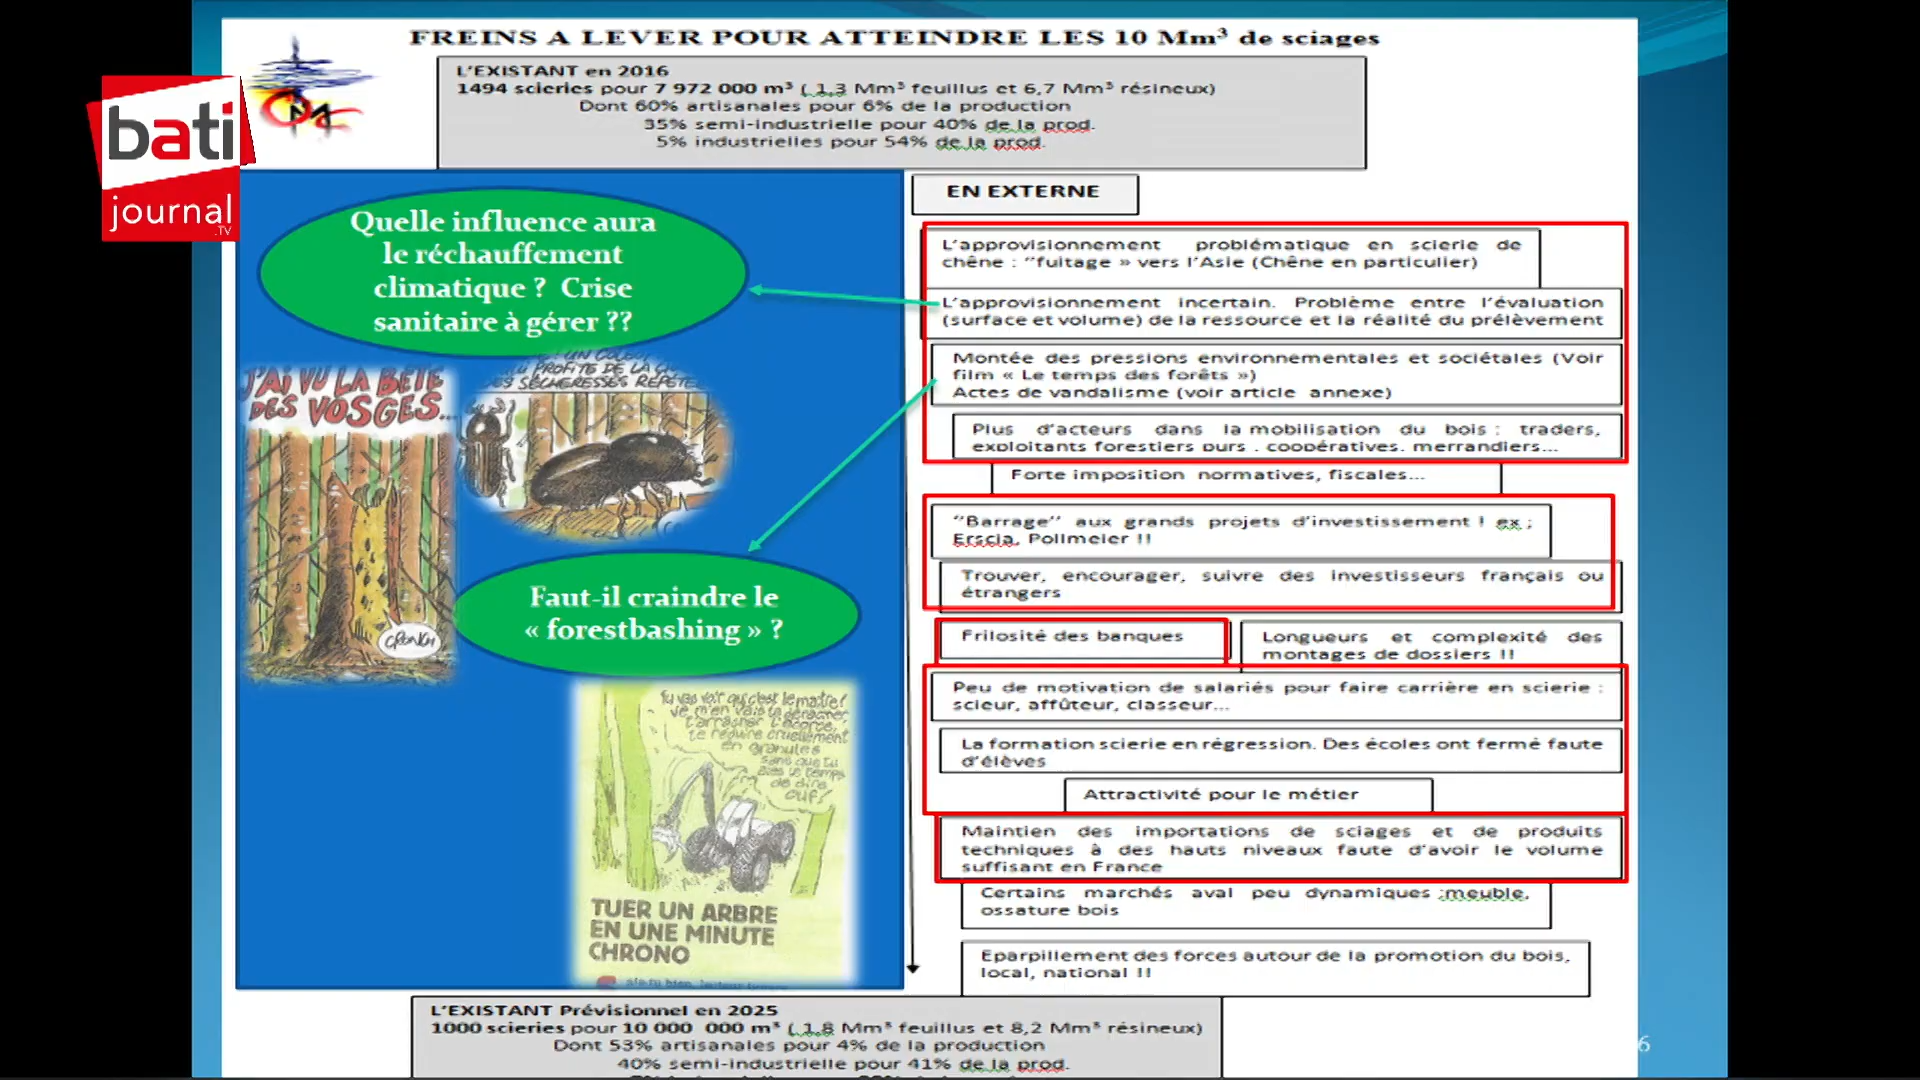 FREINS A LEVER POUR ATTEINDRE LES 10 Mm³ de sciages
L'EXISTANT en 2016
1494 scieries pour 7 972 000 m³ ( 1,3 Mm³ feuillus et 6,7 Mm³ résineux)
Dont 60% artisanales pour 6% de la production
35% semi-industrielle pour 40% de la prod.
5% industrielles pour 54% de la prod.
bati
journal
.TV
Quelle influence aura
le réchauffement
climatique ? Crise
sanitaire à gérer ??
J'AI VU LA BÊTE
DES VOSGES...
CRONCH
PROFITE DE LA
SÉCHERESSES
Faut-il craindre le
« forestbashing » ?
Tu vas voir qui c'est le maître!
TUER UN ARBRE
EN UNE MINUTE
CHRONO
EN EXTERNE
L'approvisionnement problématique en scierie de
chêne : "fuitage » vers l'Asie (Chêne en particulier)
L'approvisionnement incertain. Problème entre l'évaluation
(surface et volume) de la ressource et la réalité du prélèvement
Montée des pressions environnementales et sociétales (Voir
film « Le temps des forêts »)
Actes de vandalisme (voir article annexe)
Plus d'acteurs dans la mobilisation du bois : traders,
exploitants forestiers purs , coopératives, merrandiers...
Forte imposition normatives, fiscales...
"Barrage" aux grands projets d'investissement ! ex ;
Erscia, Pollmeier !!
Trouver, encourager, suivre des investisseurs français ou
étrangers
Frilosité des banques
Longueurs et complexité des
montages de dossiers !!
Peu de motivation de salariés pour faire carrière en scierie :
scieur, affûteur, classeur...
La formation scierie en régression. Des écoles ont fermé faute
d'élèves
Attractivité pour le métier
Maintien des importations de sciages et de produits
techniques à des hauts niveaux faute d'avoir le volume
suffisant en France
Certains marchés aval peu dynamiques :meuble,
ossature bois
Eparpillement des forces autour de la promotion du bois,
local, national !!
L'EXISTANT Prévisionnel en 2025
1000 scieries pour 10 000 000 m³ ( 1,8 Mm³ feuillus et 8,2 Mm³ résineux)
Dont 53% artisanales pour 4% de la production
40% semi-industrielle pour 41% de la prod.
6